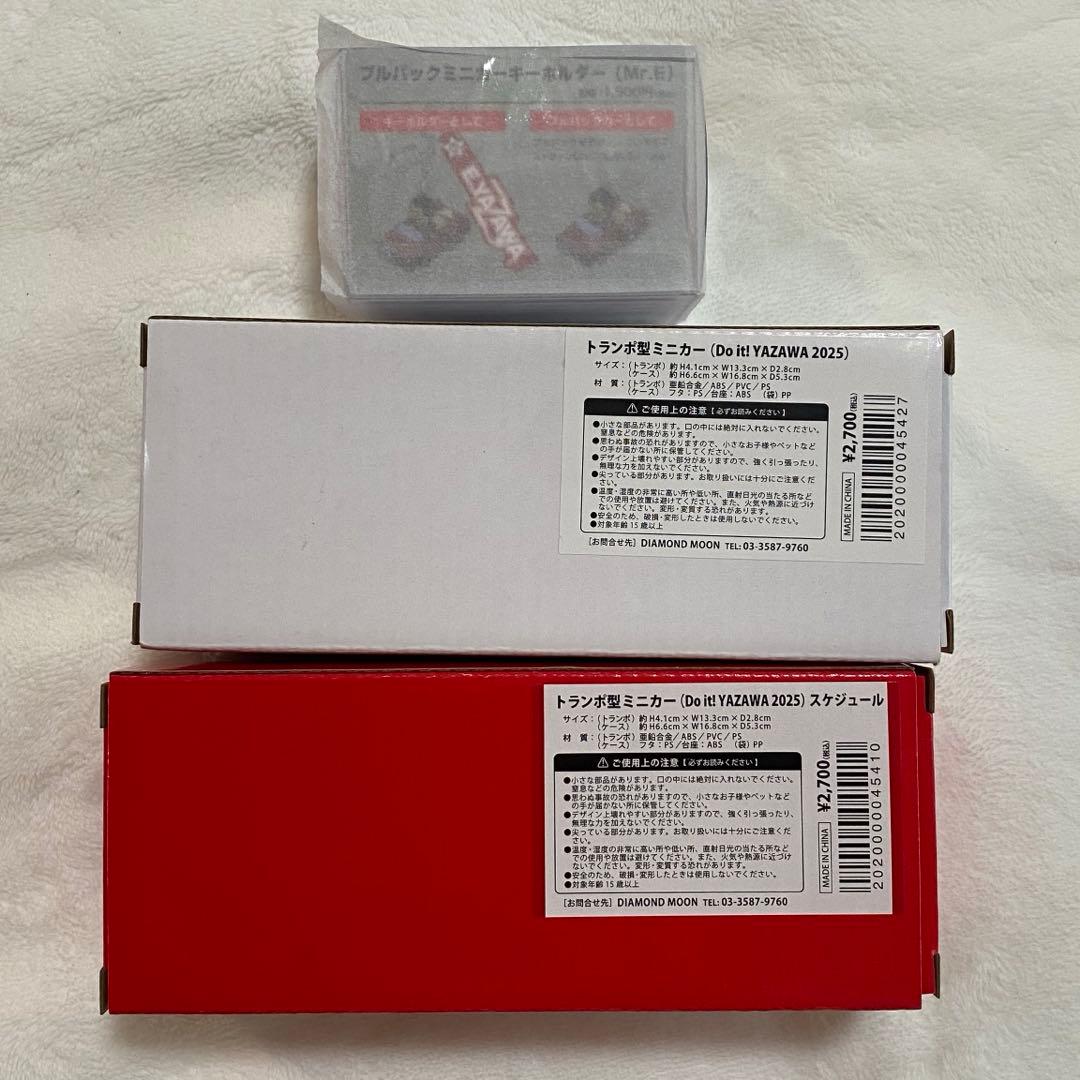 プルバックミニカーキーホルダー（Mr.E）
キーホルダーとして
プルバックカーとして
E.YAZAWA
トランポ型ミニカー（Do it! YAZAWA 2025）
サイズ：（トランポ）約 H4.1cm × W13.3cm × D2.8cm
（ケース） 約 H6.6cm × W16.8cm × D5.3cm
材 質：（トランポ）亜鉛合金／ABS／PVC／PS
（ケース） フタ：PS／台座：ABS （袋）PP
⚠ ご使用上の注意【必ずお読みください】
●小さな部品があります。口の中には絶対に入れないでください。
窒息などの危険があります。
●思わぬ事故の恐れがありますので、小さなお子様やペットなど
の手が届かない所に保管してください。
●デザイン上壊れやすい部分がありますので、強く引っ張ったり、
無理な力を加えないでください。
●尖っている部分があります。お取り扱いには十分にご注意くだ
さい。
●温度・湿度の非常に高い所や低い所、直射日光の当たる所など
での使用や放置は避けてください。また、火気や熱源に近づけ
ないでください。変形・変質する恐れがあります。
●安全のため、破損・変形したときは使用しないでください。
●対象年齢 15 歳以上
［お問合せ先］ DIAMOND MOON TEL: 03-3587-9760
MADE IN CHINA
¥2,700(税込)
2020000045427
トランポ型ミニカー（Do it! YAZAWA 2025）スケジュール
サイズ：（トランポ）約 H4.1cm × W13.3cm × D2.8cm
（ケース） 約 H6.6cm × W16.8cm × D5.3cm
材 質：（トランポ）亜鉛合金／ABS／PVC／PS
（ケース） フタ：PS／台座：ABS （袋）PP
⚠ ご使用上の注意【必ずお読みください】
●小さな部品があります。口の中には絶対に入れないでください。
窒息などの危険があります。
●思わぬ事故の恐れがありますので、小さなお子様やペットなど
の手が届かない所に保管してください。
●デザイン上壊れやすい部分がありますので、強く引っ張ったり、
無理な力を加えないでください。
●尖っている部分があります。お取り扱いには十分にご注意くだ
さい。
●温度・湿度の非常に高い所や低い所、直射日光の当たる所など
での使用や放置は避けてください。また、火気や熱源に近づけ
ないでください。変形・変質する恐れがあります。
●安全のため、破損・変形したときは使用しないでください。
●対象年齢 15 歳以上
［お問合せ先］ DIAMOND MOON TEL: 03-3587-9760
MADE IN CHINA
¥2,700(税込)
2020000045410